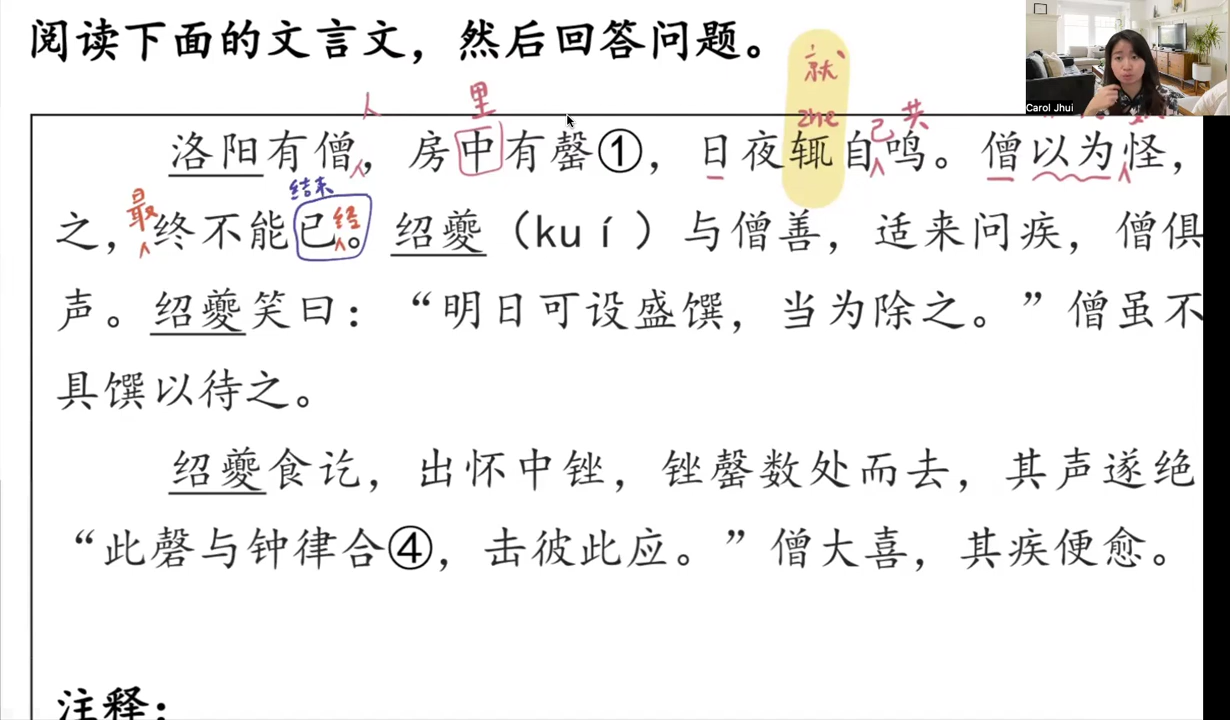 阅读下面的文言文，然后回答问题。
Carol Jhui
人 里 就 zhe 己 共
洛阳有僧，房中有罄①，日夜辄自鸣。僧以为怪，
最 结束 经
之，终不能已。绍夔（kuí）与僧善，适来问疾，僧俱
声。绍夔笑曰：“明日可设盛馔，当为除之。”僧虽不
具馔以待之。
绍夔食讫，出怀中锉，锉罄数处而去，其声遂绝
“此磬与钟律合④，击彼此应。”僧大喜，其疾便愈。
注释：